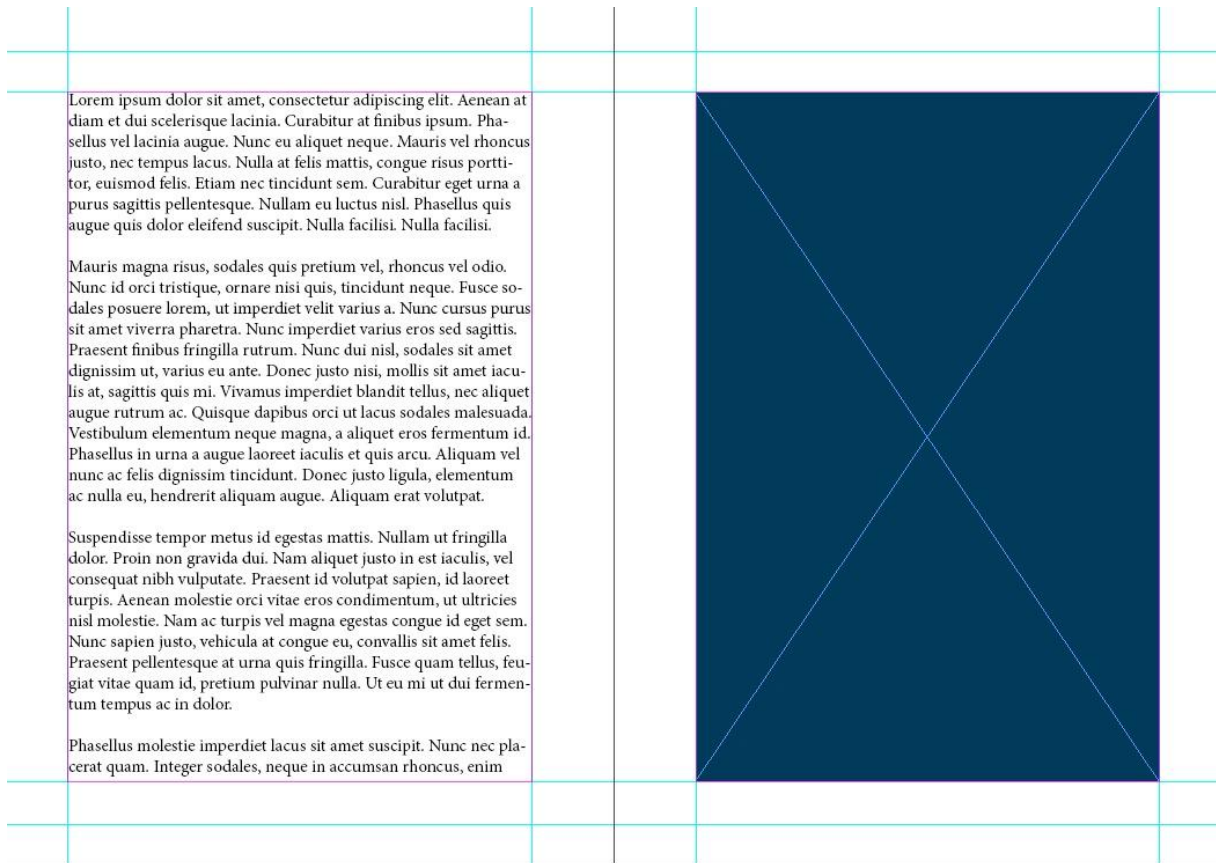 Lorem ipsum dolor sit amet, consectetur adipiscing elit. Aenean at
diam et dui scelerisque lacinia. Curabitur at finibus ipsum. Pha-
sellus vel lacinia augue. Nunc eu aliquet neque. Mauris vel rhoncus
justo, nec tempus lacus. Nulla at felis mattis, congue risus portti-
tor, euismod felis. Etiam nec tincidunt sem. Curabitur eget urna a
purus sagittis pellentesque. Nullam eu luctus nisl. Phasellus quis
augue quis dolor eleifend suscipit. Nulla facilisi. Nulla facilisi.
Mauris magna risus, sodales quis pretium vel, rhoncus vel odio.
Nunc id orci tristique, ornare nisi quis, tincidunt neque. Fusce so-
dales posuere lorem, ut imperdiet velit varius a. Nunc cursus purus
sit amet viverra pharetra. Nunc imperdiet varius eros sed sagittis.
Praesent finibus fringilla rutrum. Nunc dui nisl, sodales sit amet
dignissim ut, varius eu ante. Donec justo nisi, mollis sit amet iacu-
lis at, sagittis quis mi. Vivamus imperdiet blandit tellus, nec aliquet
augue rutrum ac. Quisque dapibus orci ut lacus sodales malesuada.
Vestibulum elementum neque magna, a aliquet eros fermentum id.
Phasellus in urna a augue laoreet iaculis et quis arcu. Aliquam vel
nunc ac felis dignissim tincidunt. Donec justo ligula, elementum
ac nulla eu, hendrerit aliquam augue. Aliquam erat volutpat.
Suspendisse tempor metus id egestas mattis. Nullam ut fringilla
dolor. Proin non gravida dui. Nam aliquet justo in est iaculis, vel
consequat nibh vulputate. Praesent id volutpat sapien, id laoreet
turpis. Aenean molestie orci vitae eros condimentum, ut ultricies
nisl molestie. Nam ac turpis vel magna egestas congue id eget sem.
Nunc sapien justo, vehicula at congue eu, convallis sit amet felis.
Praesent pellentesque at urna quis fringilla. Fusce quam tellus, feu-
giat vitae quam id, pretium pulvinar nulla. Ut eu mi ut dui fermen-
tum tempus ac in dolor.
Phasellus molestie imperdiet lacus sit amet suscipit. Nunc nec pla-
cerat quam. Integer sodales, neque in accumsan rhoncus, enim